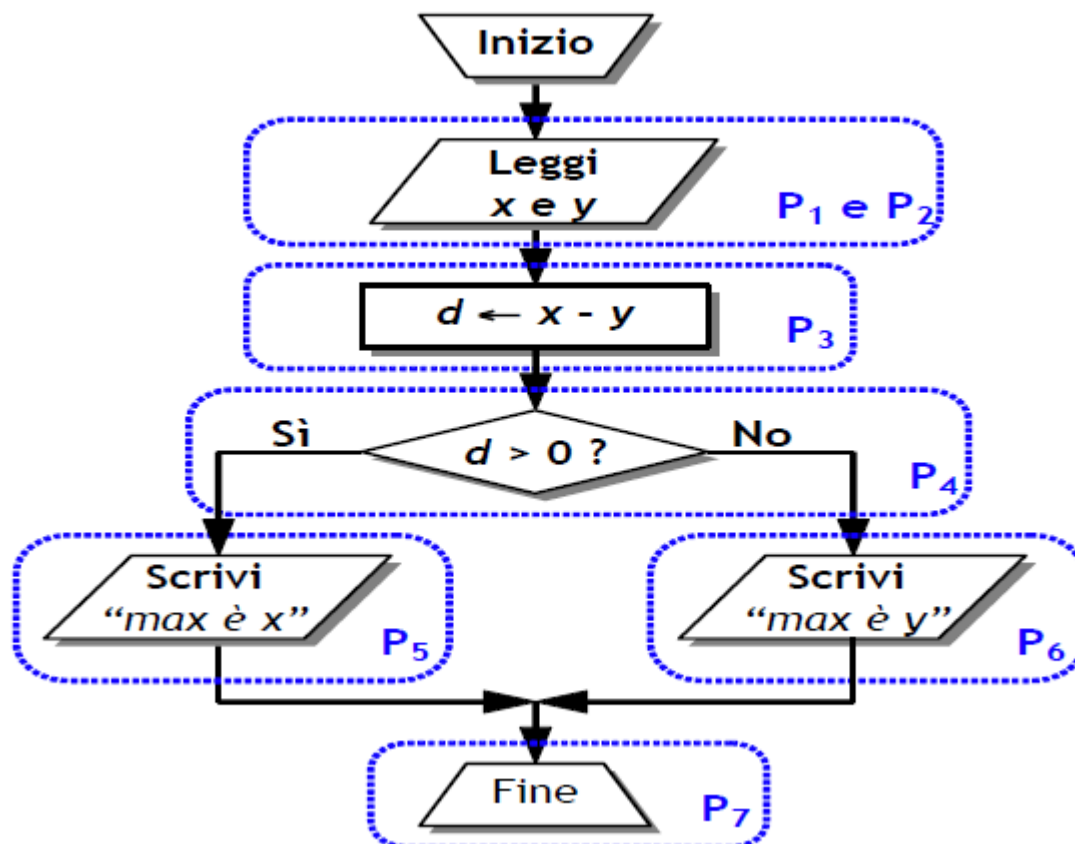 Inizio
Leggi
x e y
P₁ e P₂
d ← x - y
P₃
Sì
d > 0 ?
No
P₄
Scrivi
“max è x”
P₅
Scrivi
“max è y”
P₆
Fine
P₇